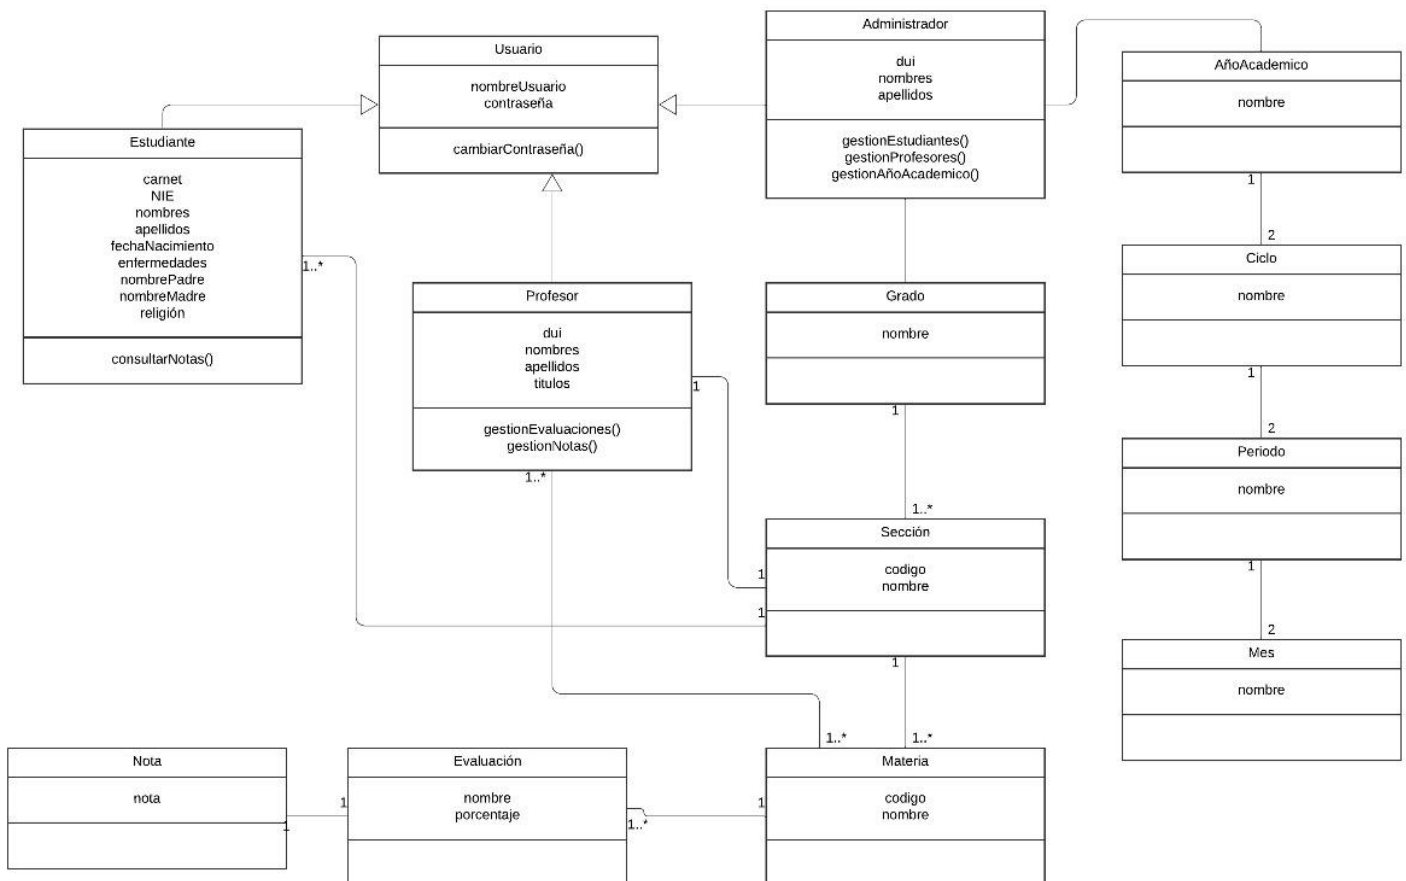 Usuario
nombreUsuario
contraseña
cambiarContraseña()
Administrador
dui
nombres
apellidos
gestionEstudiantes()
gestionProfesores()
gestionAñoAcademico()
AñoAcademico
nombre
1
2
Estudiante
carnet
NIE
nombres
apellidos
fechaNacimiento
enfermedades
nombrePadre
nombreMadre
religión
consultarNotas()
1..*
Profesor
dui
nombres
apellidos
titulos
gestionEvaluaciones()
gestionNotas()
1
1..*
Grado
nombre
1
1..*
Ciclo
nombre
1
2
Periodo
nombre
1
2
Sección
codigo
nombre
1
1
1
Mes
nombre
1..*
1..*
Nota
nota
1
1
Evaluación
nombre
porcentaje
1..*
1
Materia
codigo
nombre